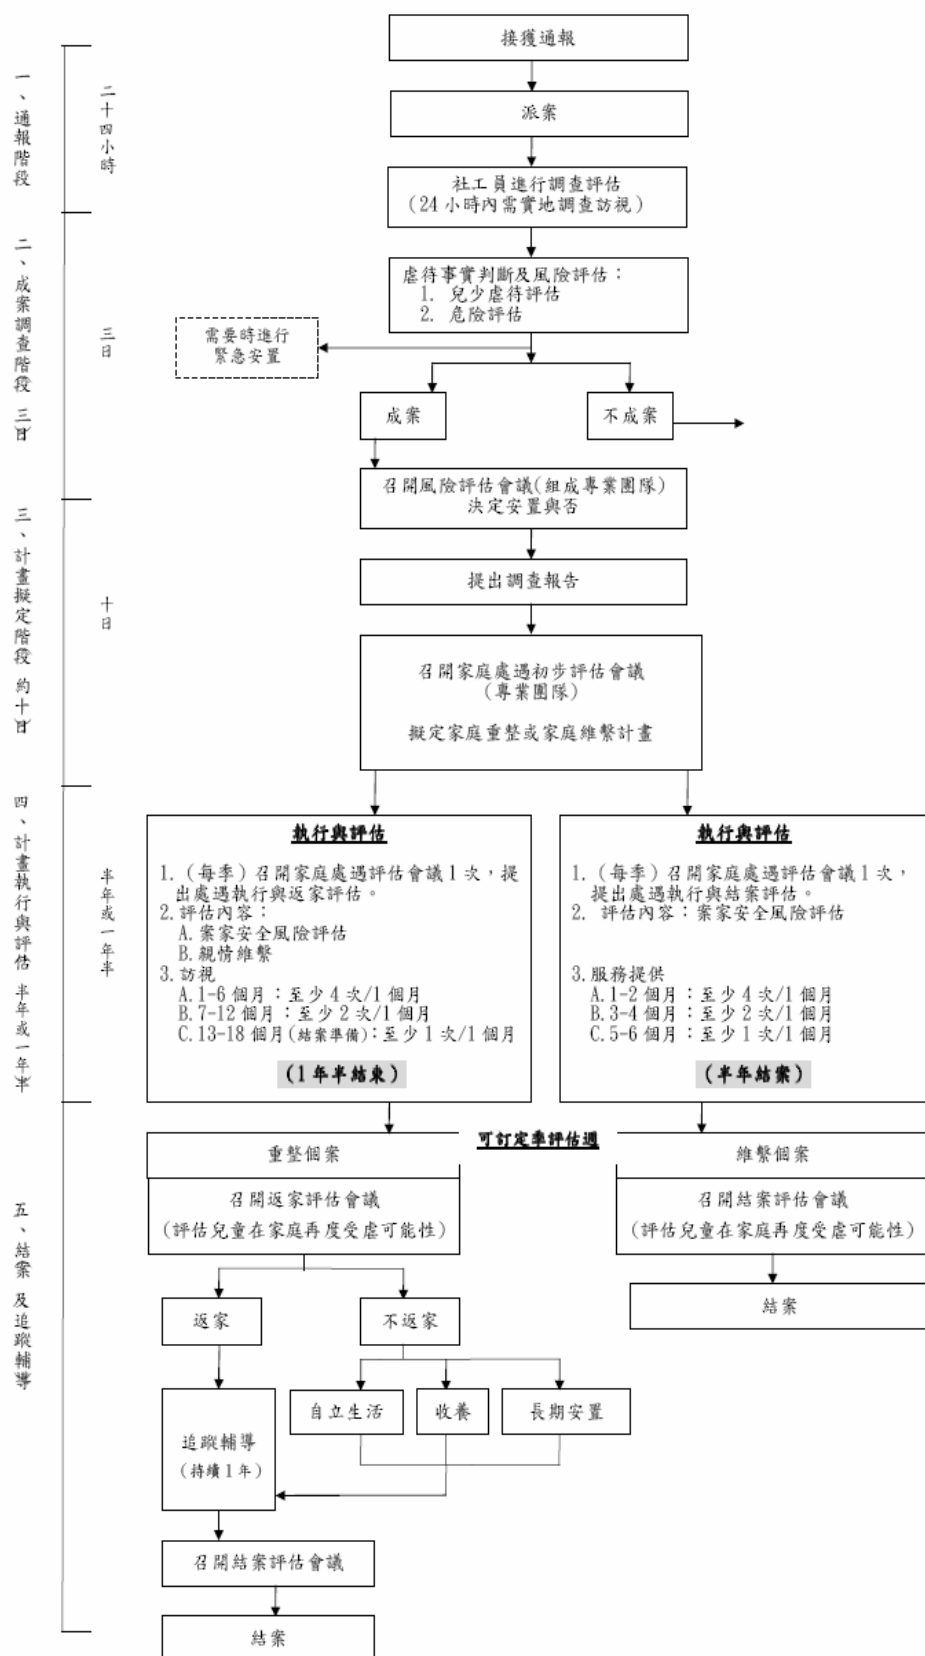 接獲通報
派案
社工員進行調查評估
(24 小時內需實地調查訪視)
虐待事實判斷及風險評估：
1. 兒少虐待評估
2. 危險評估
需要時進行
緊急安置
成案
不成案
召開風險評估會議(組成專業團隊)
決定安置與否
提出調查報告
召開家庭處遇初步評估會議
(專業團隊)
擬定家庭重整或家庭維繫計畫
執行與評估
1.（每季）召開家庭處遇評估會議 1 次，提
出處遇執行與返家評估。
2.評估內容：
A.案家安全風險評估
B.親情維繫
3.訪視
A.1-6 個月：至少 4 次/1 個月
B.7-12 個月：至少 2 次/1 個月
C.13-18 個月(結案準備)：至少 1 次/1 個月
(1 年半結束)
執行與評估
1.（每季）召開家庭處遇評估會議 1 次，
提出處遇執行與結案評估。
2. 評估內容：案家安全風險評估
3.服務提供
A.1-2 個月：至少 4 次/1 個月
B.3-4 個月：至少 2 次/1 個月
C.5-6 個月：至少 1 次/1 個月
(半年結案)
可訂定準評估週
重整個案
召開返家評估會議
(評估兒童在家庭再度受虐可能性)
維繫個案
召開結案評估會議
(評估兒童在家庭再度受虐可能性)
結案
返家
不返家
自立生活
收養
長期安置
追蹤輔導
(持續 1 年)
召開結案評估會議
結案
一、通報階段
二十四小時
二、成案調查階段（三日）
三日
三、計畫擬定階段（約十日）
十日
四、計畫執行與評估（半年或一年半）
半年或一年半
五、結案及追蹤輔導